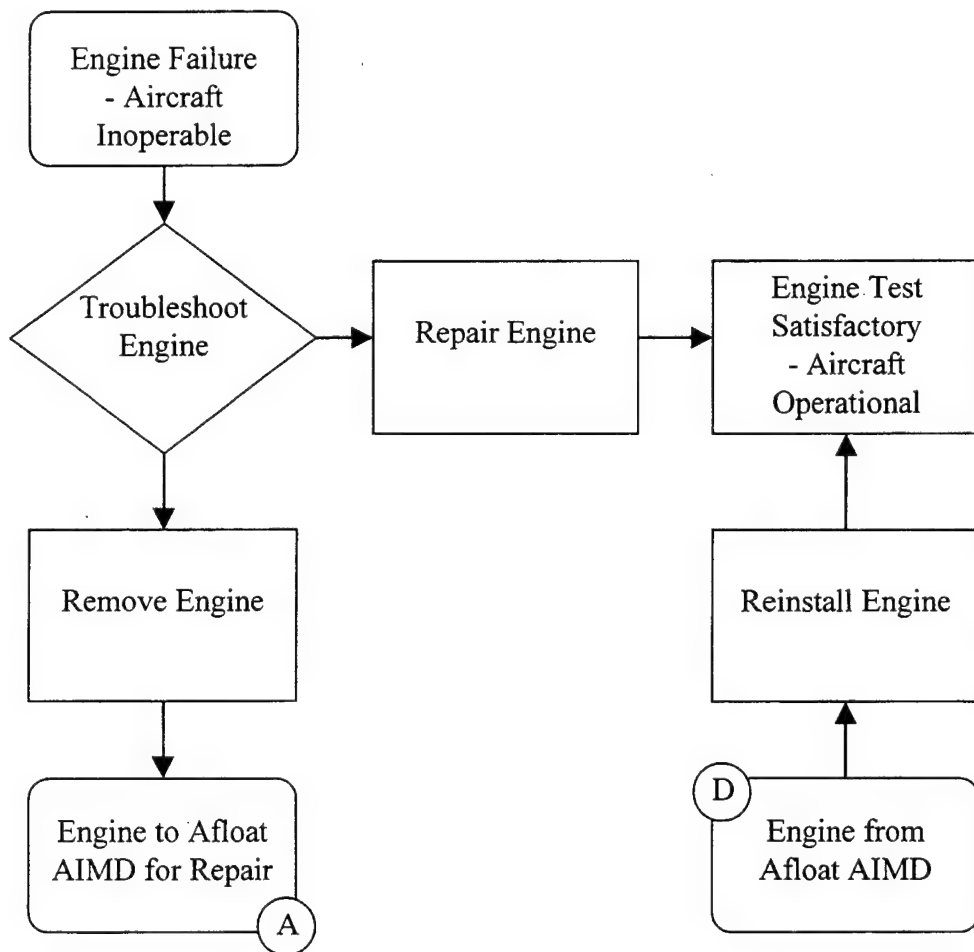 Engine Failure
- Aircraft
Inoperable
Troubleshoot
Engine
Repair Engine
Engine Test
Satisfactory
- Aircraft
Operational
Remove Engine
Reinstall Engine
Engine to Afloat
AIMD for Repair
A
D
Engine from
Afloat AIMD